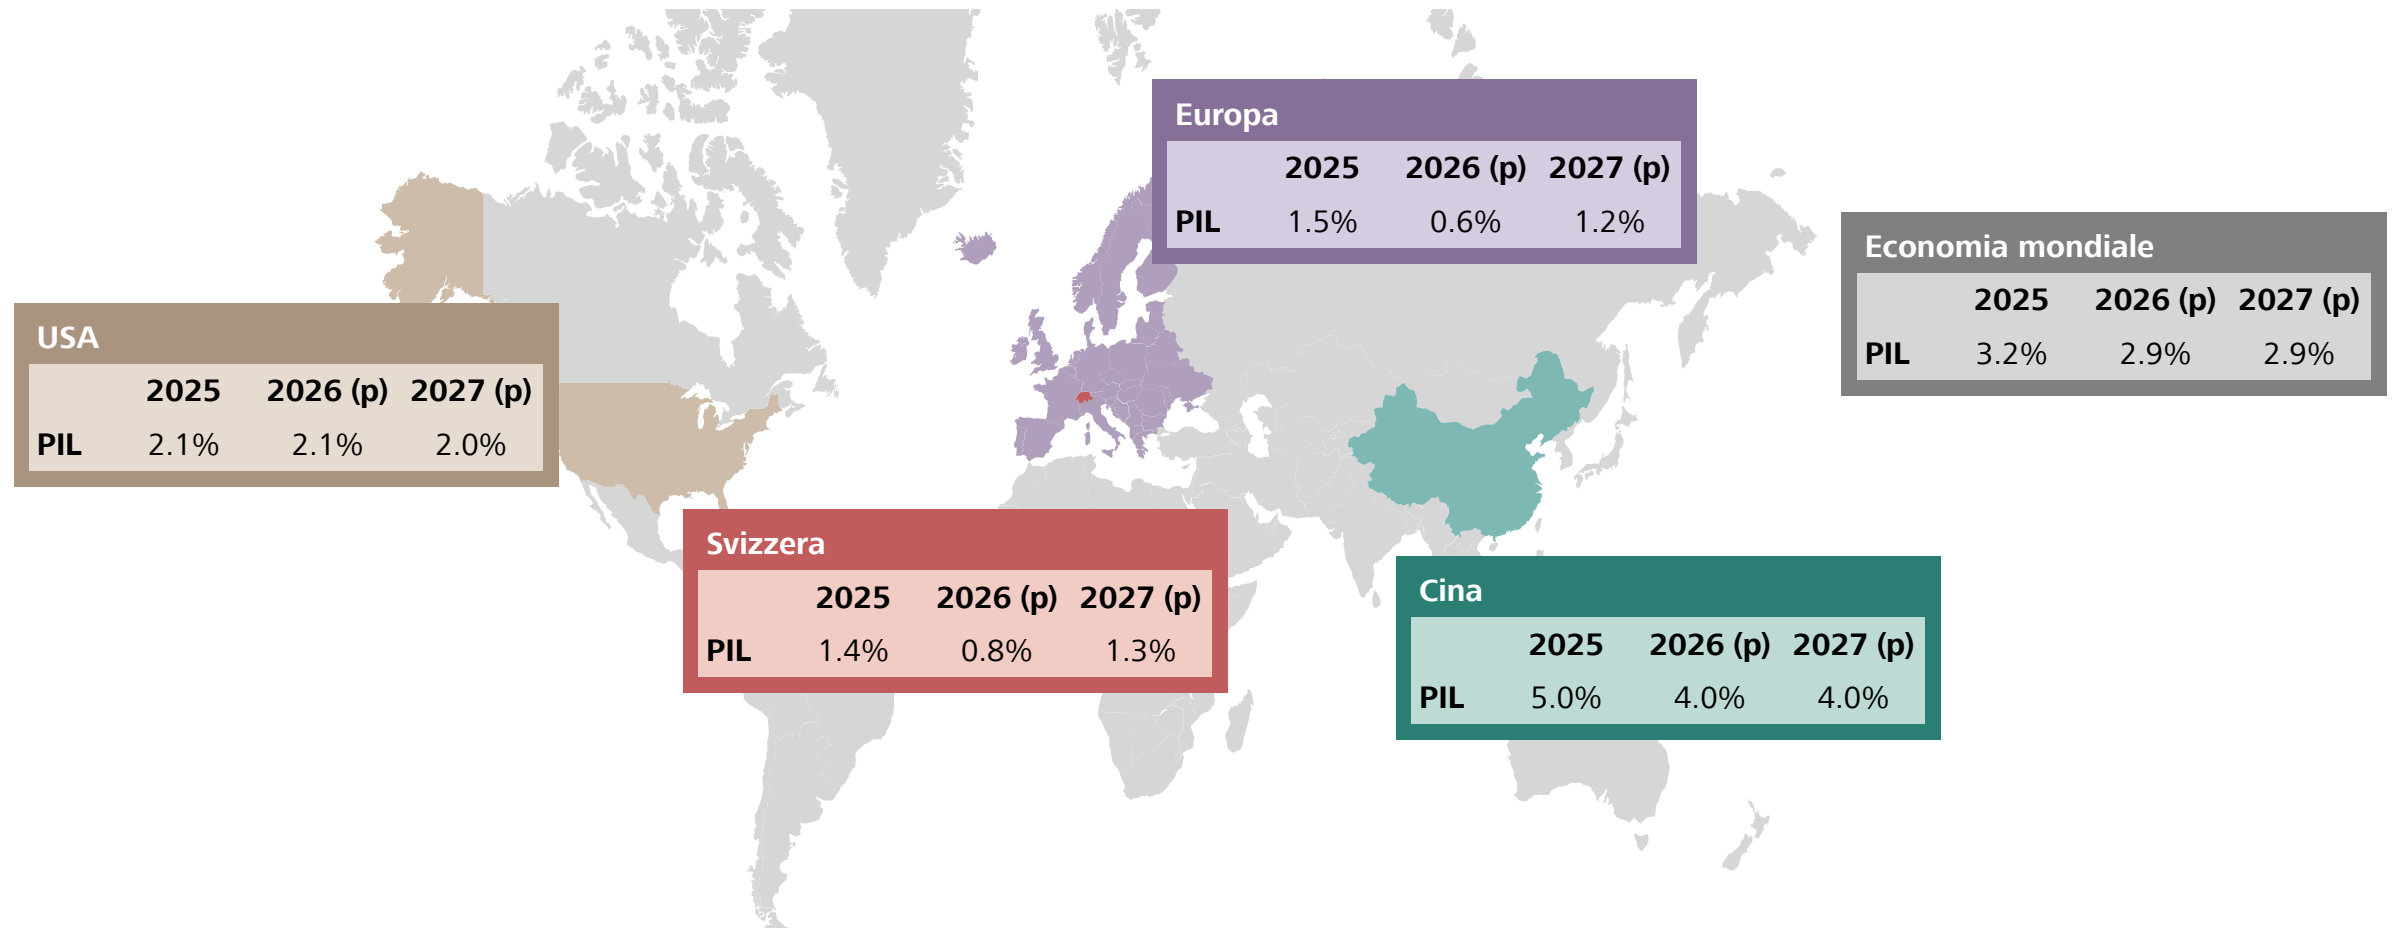 Europa
2025 2026 (p) 2027 (p)
PIL 1.5% 0.6% 1.2%
Economia mondiale
2025 2026 (p) 2027 (p)
PIL 3.2% 2.9% 2.9%
USA
2025 2026 (p) 2027 (p)
PIL 2.1% 2.1% 2.0%
Svizzera
2025 2026 (p) 2027 (p)
PIL 1.4% 0.8% 1.3%
Cina
2025 2026 (p) 2027 (p)
PIL 5.0% 4.0% 4.0%